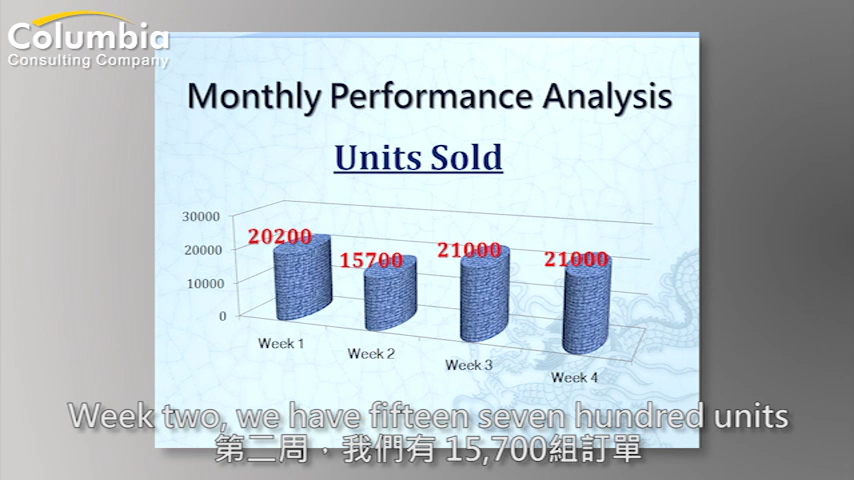 Columbia
Consulting Company
Monthly Performance Analysis
Units Sold
30000
20000
10000
0
20200
15700
21000
21000
Week 1
Week 2
Week 3
Week 4
Week two, we have fifteen seven hundred units
第二周，我們有 15,700組訂單